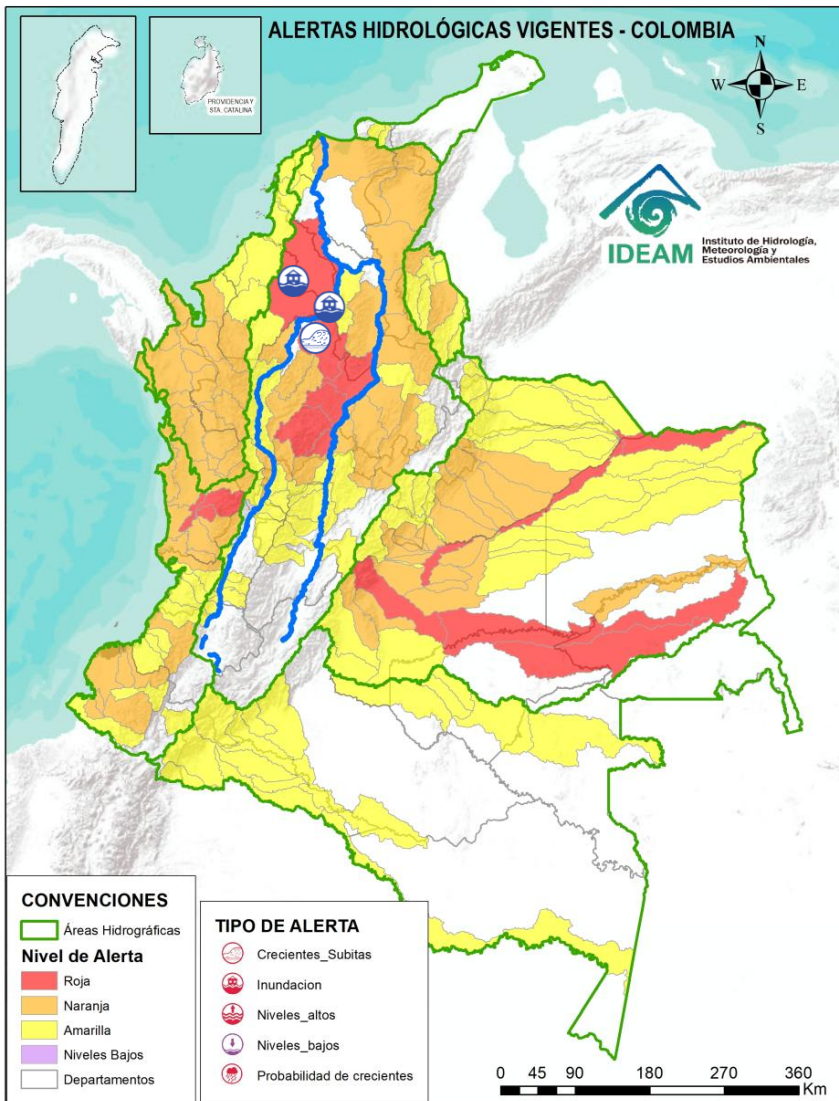 ALERTAS HIDROLÓGICAS VIGENTES - COLOMBIA
PROVIDENCIA Y
STA. CATALINA
N
W
E
S
IDEAM
Instituto de Hidrología,
Meteorología y
Estudios Ambientales
CONVENCIONES
Áreas Hidrográficas
Nivel de Alerta
Roja
Naranja
Amarilla
Niveles Bajos
Departamentos
TIPO DE ALERTA
Crecientes_Subitas
Inundacion
Niveles_altos
Niveles_bajos
Probabilidad de crecientes
0 45 90 180 270 360
Km